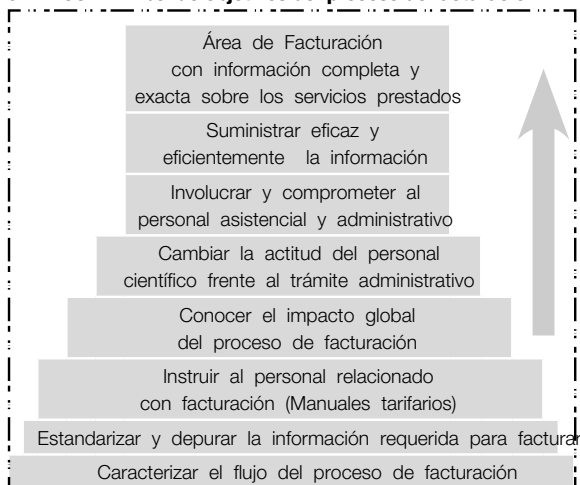 Área de Facturación
con información completa y
exacta sobre los servicios prestados
Suministrar eficaz y
eficientemente la información
Involucrar y comprometer al
personal asistencial y administrativo
Cambiar la actitud del personal
científico frente al trámite administrativo
Conocer el impacto global
del proceso de facturación
Instruir al personal relacionado
con facturación (Manuales tarifarios)
Estandarizar y depurar la información requerida para facturar
Caracterizar el flujo del proceso de facturación